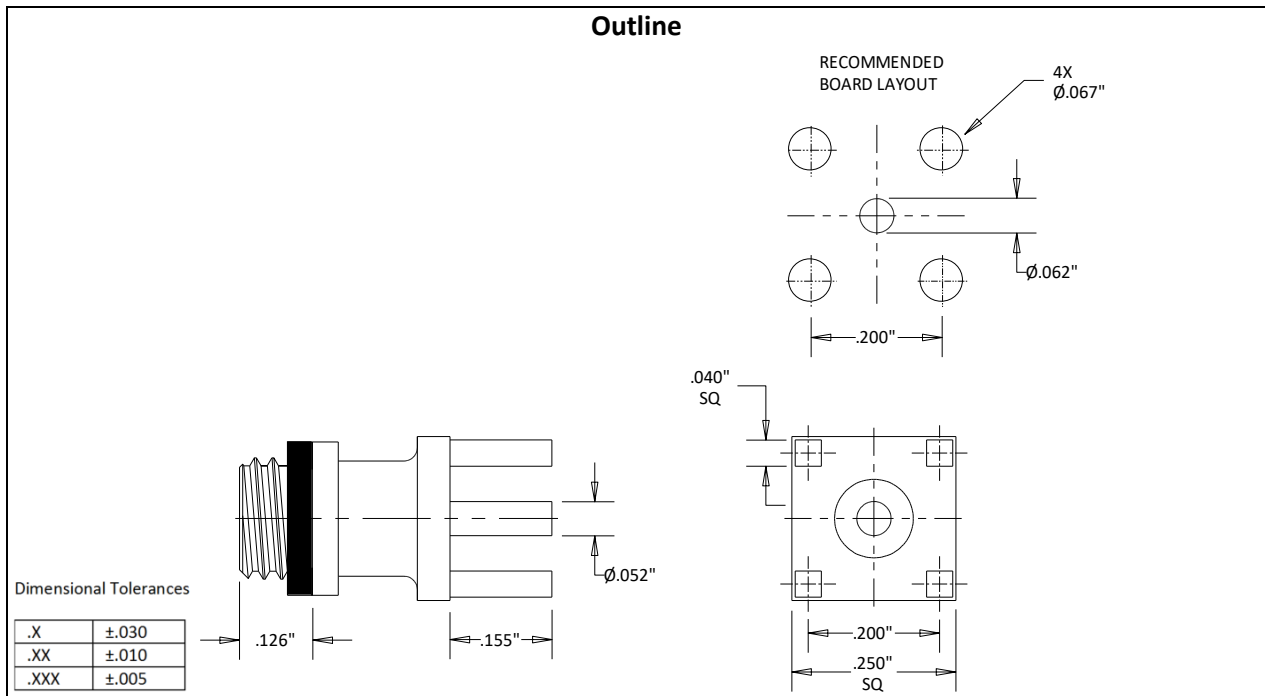 Outline
RECOMMENDED
BOARD LAYOUT
4X
Ø.067"
Ø.062"
.200"
.040"
SQ
Ø.052"
.126"
.155"
.200"
.250"
SQ
Dimensional Tolerances
.X ±.030
.XX ±.010
.XXX ±.005